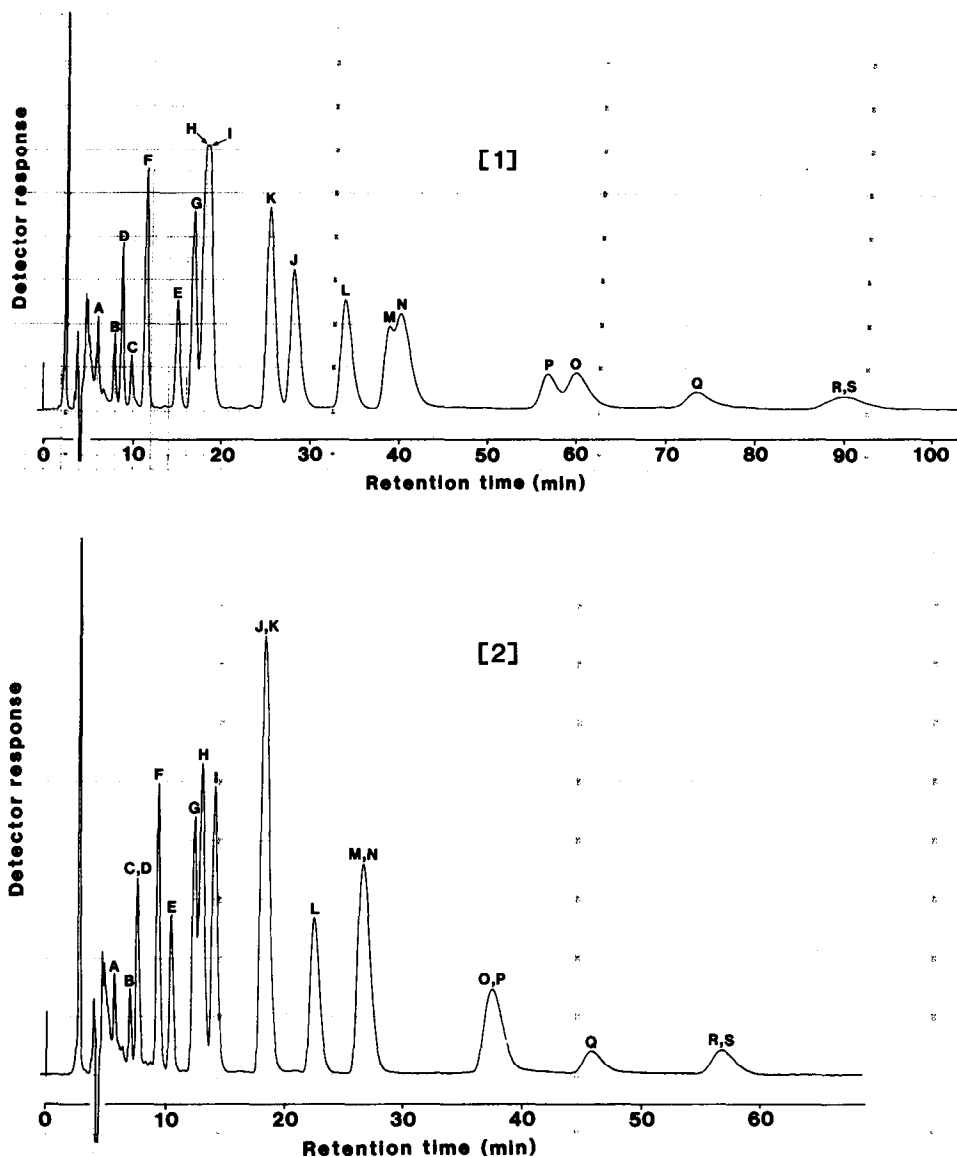 Detector response
[1]
H I
F
K
G
D
J
L
E
N
M
A
B
C
P O
Q
R,S
0 10 20 30 40 50 60 70 80 90 100
Retention time (min)
Detector response
[2]
J,K
H
F
I
G
C,D
M,N
E
L
A
B
O,P
Q
R,S
0 10 20 30 40 50 60
Retention time (min)